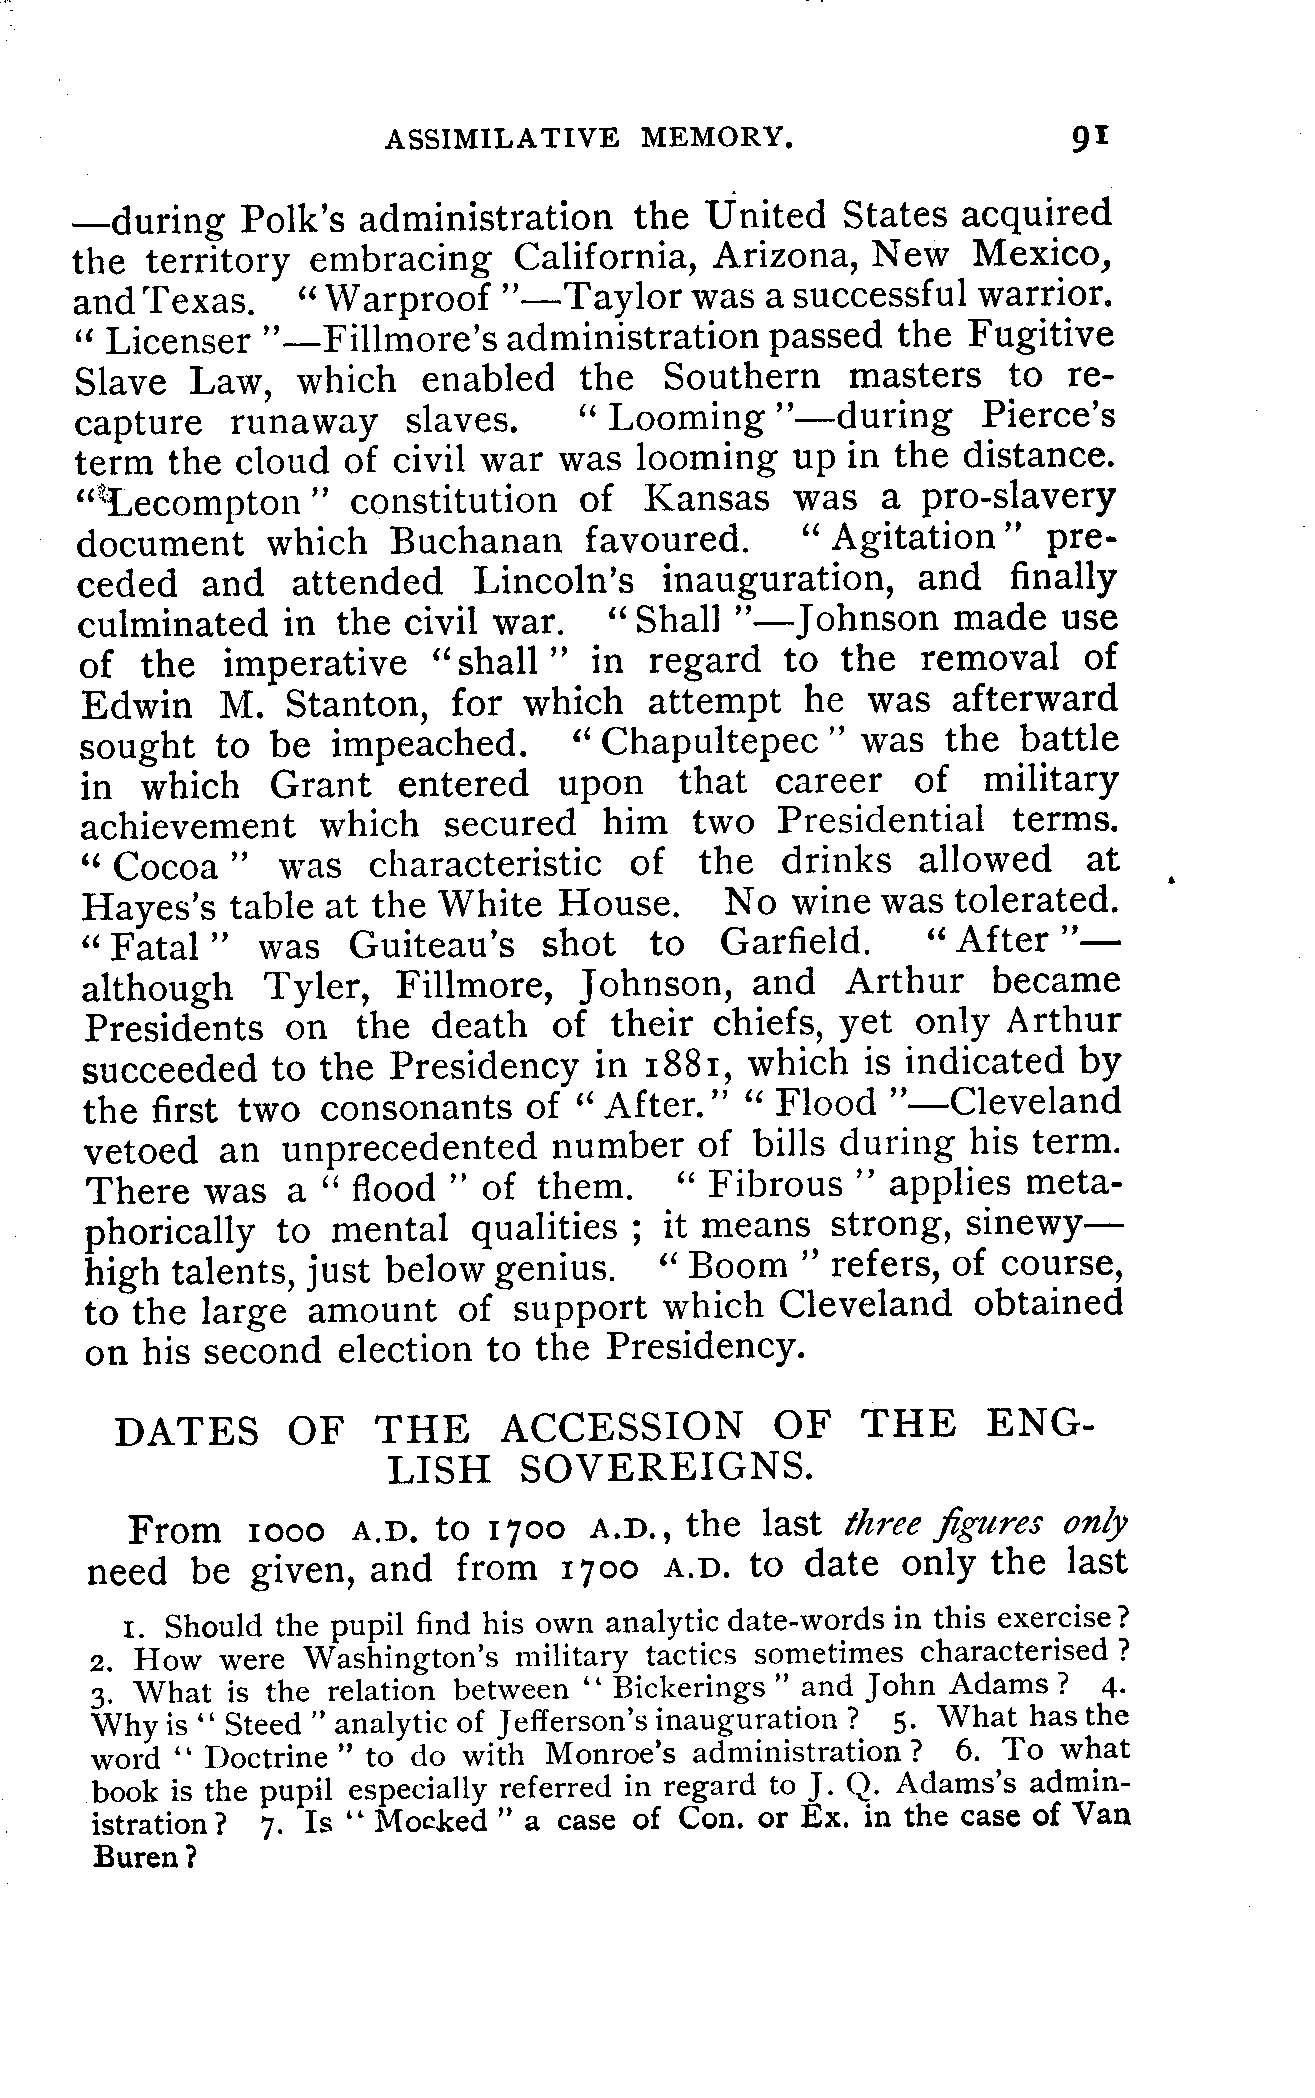 ASSIMILATIVE MEMORY. 91
—during Polk's administration the United States acquired
the territory embracing California, Arizona, New Mexico,
and Texas. "Warproof"—Taylor was a successful warrior.
"Licenser"—Fillmore's administration passed the Fugitive
Slave Law, which enabled the Southern masters to re-
capture runaway slaves. "Looming"—during Pierce's
term the cloud of civil war was looming up in the distance.
"Lecompton" constitution of Kansas was a pro-slavery
document which Buchanan favoured. "Agitation" pre-
ceded and attended Lincoln's inauguration, and finally
culminated in the civil war. "Shall"—Johnson made use
of the imperative "shall" in regard to the removal of
Edwin M. Stanton, for which attempt he was afterward
sought to be impeached. "Chapultepec" was the battle
in which Grant entered upon that career of military
achievement which secured him two Presidential terms.
"Cocoa" was characteristic of the drinks allowed at
Hayes's table at the White House. No wine was tolerated.
"Fatal" was Guiteau's shot to Garfield. "After"—
although Tyler, Fillmore, Johnson, and Arthur became
Presidents on the death of their chiefs, yet only Arthur
succeeded to the Presidency in 1881, which is indicated by
the first two consonants of "After." "Flood"—Cleveland
vetoed an unprecedented number of bills during his term.
There was a "flood" of them. "Fibrous" applies meta-
phorically to mental qualities; it means strong, sinewy—
high talents, just below genius. "Boom" refers, of course,
to the large amount of support which Cleveland obtained
on his second election to the Presidency.
DATES OF THE ACCESSION OF THE ENG-
LISH SOVEREIGNS.
From 1000 A.D. to 1700 A.D., the last three figures only
need be given, and from 1700 A.D. to date only the last
1. Should the pupil find his own analytic date-words in this exercise?
2. How were Washington's military tactics sometimes characterised?
3. What is the relation between "Bickerings" and John Adams? 4.
Why is "Steed" analytic of Jefferson's inauguration? 5. What has the
word "Doctrine" to do with Monroe's administration? 6. To what
book is the pupil especially referred in regard to J. Q. Adams's admin-
istration? 7. Is "Mocked" a case of Con. or Ex. in the case of Van
Buren?